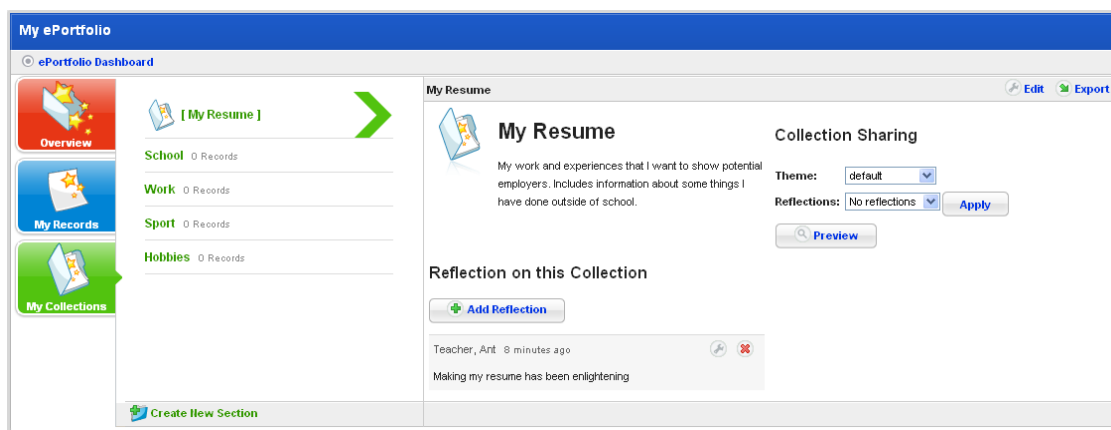 My ePortfolio
ePortfolio Dashboard
Overview
My Records
My Collections
[ My Resume ]
School 0 Records
Work 0 Records
Sport 0 Records
Hobbies 0 Records
Create New Section
My Resume
Edit Export
My Resume
My work and experiences that I want to show potential
employers. Includes information about some things I
have done outside of school.
Collection Sharing
Theme: default
Reflections: No reflections Apply
Preview
Reflection on this Collection
Add Reflection
Teacher, Ant 8 minutes ago
Making my resume has been enlightening